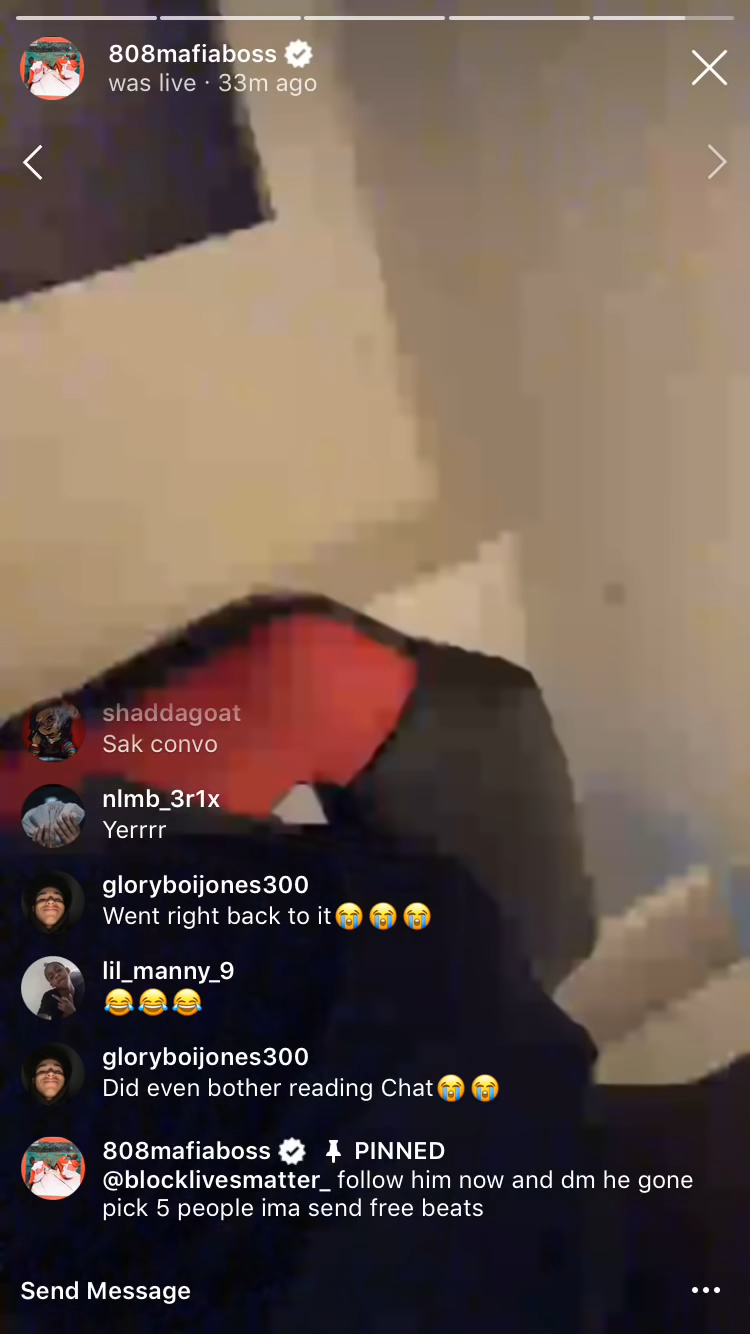 808mafiaboss
was live · 33m ago
shaddagoat
Sak convo
nlmb_3r1x
Yerrrr
gloryboijones300
Went right back to it😭😭😭
lil_manny_9
😂😂😂
gloryboijones300
Did even bother reading Chat😭😭
808mafiaboss PINNED
@blocklivesmatter_ follow him now and dm he gone
pick 5 people ima send free beats
Send Message